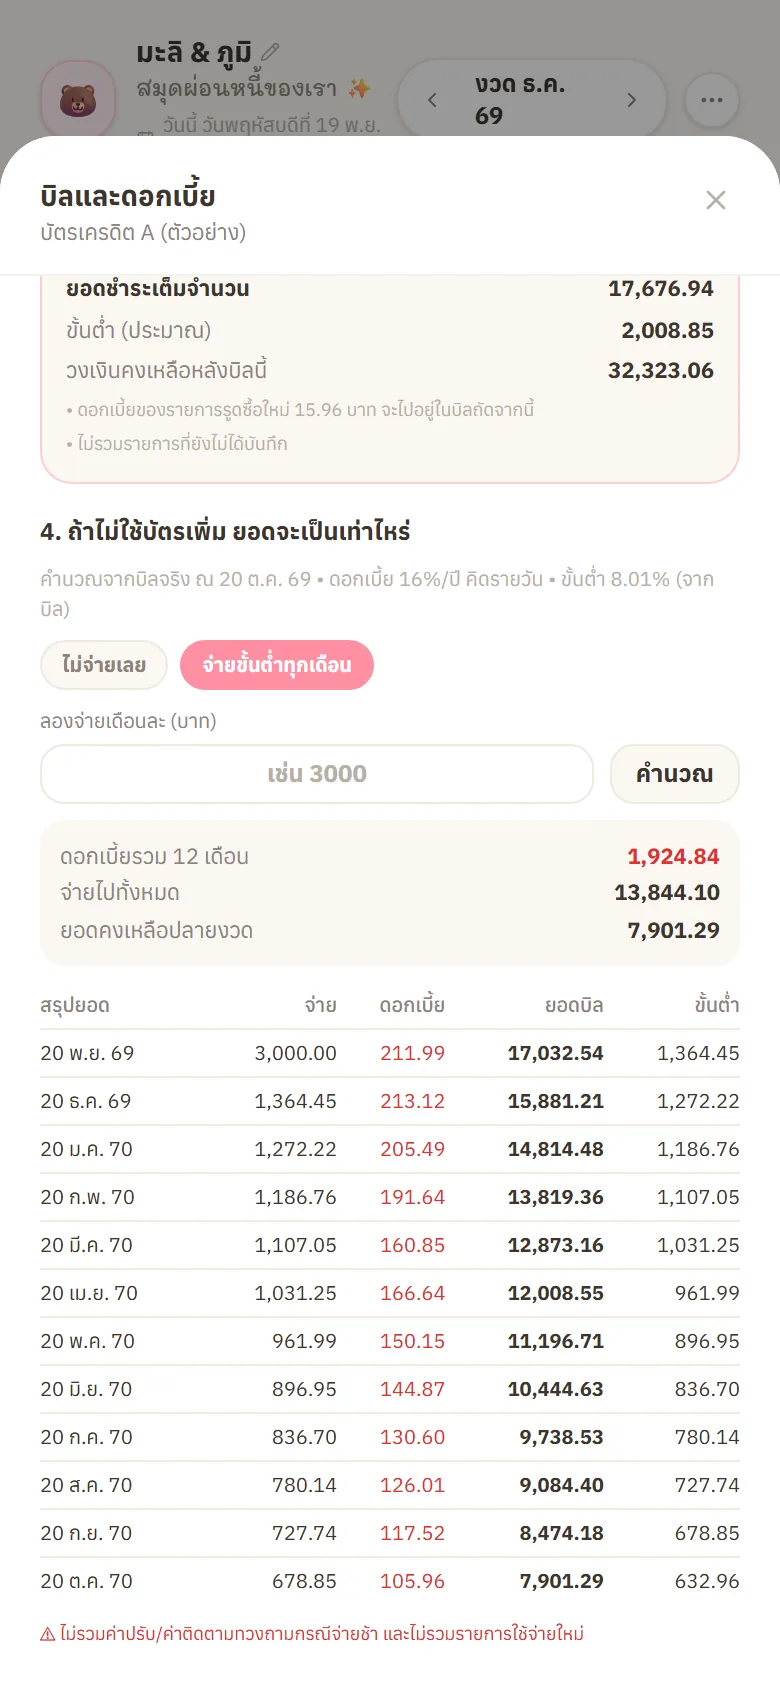 มะลิ & ภูมิ
สมุดผ่อนหนี้ของเรา ✨
วันนี้ วันพฤหัสบดีที่ 19 พ.ย.
งวด ธ.ค.
69
บิลและดอกเบี้ย
บัตรเครดิต A (ตัวอย่าง)
ยอดชำระเต็มจำนวน 17,676.94
ขั้นต่ำ (ประมาณ) 2,008.85
วงเงินคงเหลือหลังบิลนี้ 32,323.06
• ดอกเบี้ยของรายการรูดซื้อใหม่ 15.96 บาท จะไปอยู่ในบิลถัดจากนี้
• ไม่รวมรายการที่ยังไม่ได้บันทึก
4. ถ้าไม่ใช้บัตรเพิ่ม ยอดจะเป็นเท่าไหร่
คำนวณจากบิลจริง ณ 20 ต.ค. 69 • ดอกเบี้ย 16%/ปี คิดรายวัน • ขั้นต่ำ 8.01% (จาก
บิล)
ไม่จ่ายเลย จ่ายขั้นต่ำทุกเดือน
ลองจ่ายเดือนละ (บาท)
เช่น 3000 คำนวณ
ดอกเบี้ยรวม 12 เดือน 1,924.84
จ่ายไปทั้งหมด 13,844.10
ยอดคงเหลือปลายงวด 7,901.29
สรุปยอด จ่าย ดอกเบี้ย ยอดบิล ขั้นต่ำ
20 พ.ย. 69 3,000.00 211.99 17,032.54 1,364.45
20 ธ.ค. 69 1,364.45 213.12 15,881.21 1,272.22
20 ม.ค. 70 1,272.22 205.49 14,814.48 1,186.76
20 ก.พ. 70 1,186.76 191.64 13,819.36 1,107.05
20 มี.ค. 70 1,107.05 160.85 12,873.16 1,031.25
20 เม.ย. 70 1,031.25 166.64 12,008.55 961.99
20 พ.ค. 70 961.99 150.15 11,196.71 896.95
20 มิ.ย. 70 896.95 144.87 10,444.63 836.70
20 ก.ค. 70 836.70 130.60 9,738.53 780.14
20 ส.ค. 70 780.14 126.01 9,084.40 727.74
20 ก.ย. 70 727.74 117.52 8,474.18 678.85
20 ต.ค. 70 678.85 105.96 7,901.29 632.96
⚠ ไม่รวมค่าปรับ/ค่าติดตามทวงถามกรณีจ่ายช้า และไม่รวมรายการใช้จ่ายใหม่